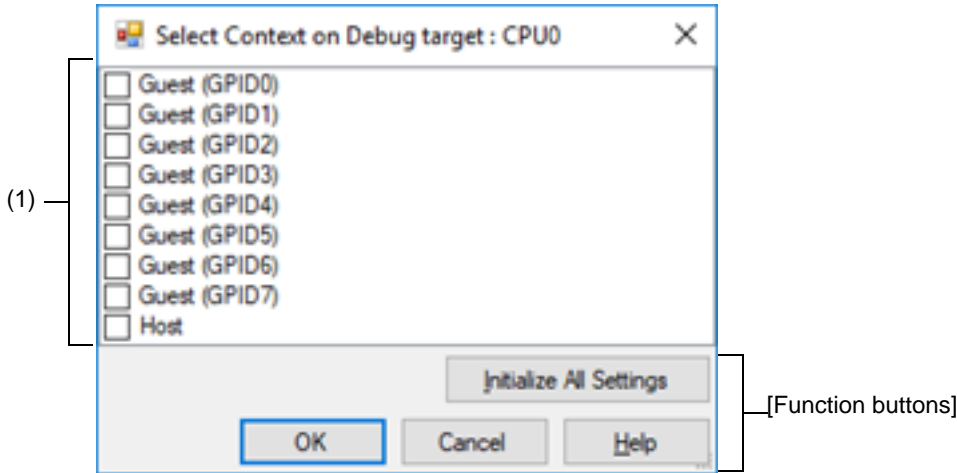 Select Context on Debug target : CPU0
Guest (GPID0)
Guest (GPID1)
Guest (GPID2)
Guest (GPID3)
(1)
Guest (GPID4)
Guest (GPID5)
Guest (GPID6)
Guest (GPID7)
Host
Initialize All Settings
[Function buttons]
OK Cancel Help